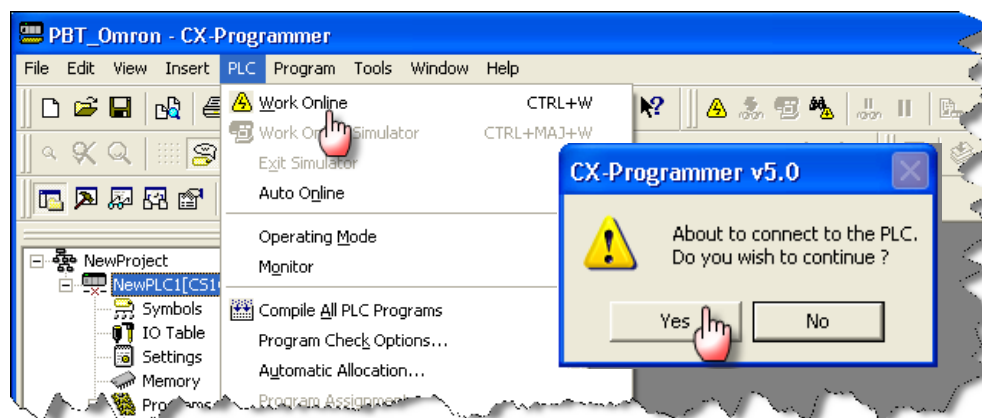 PBT_Omron - CX-Programmer
File Edit View Insert PLC Program Tools Window Help
Work Online CTRL+W
Simulator CTRL+MAJ+W
Exit Simulator
Auto Online
Operating Mode
Monitor
Compile All PLC Programs
Program Check Options...
Automatic Allocation...
Program
NewProject
NewPLC1[CS1
Symbols
IO Table
Settings
Memory
CX-Programmer v5.0
About to connect to the PLC.
Do you wish to continue ?
Yes No